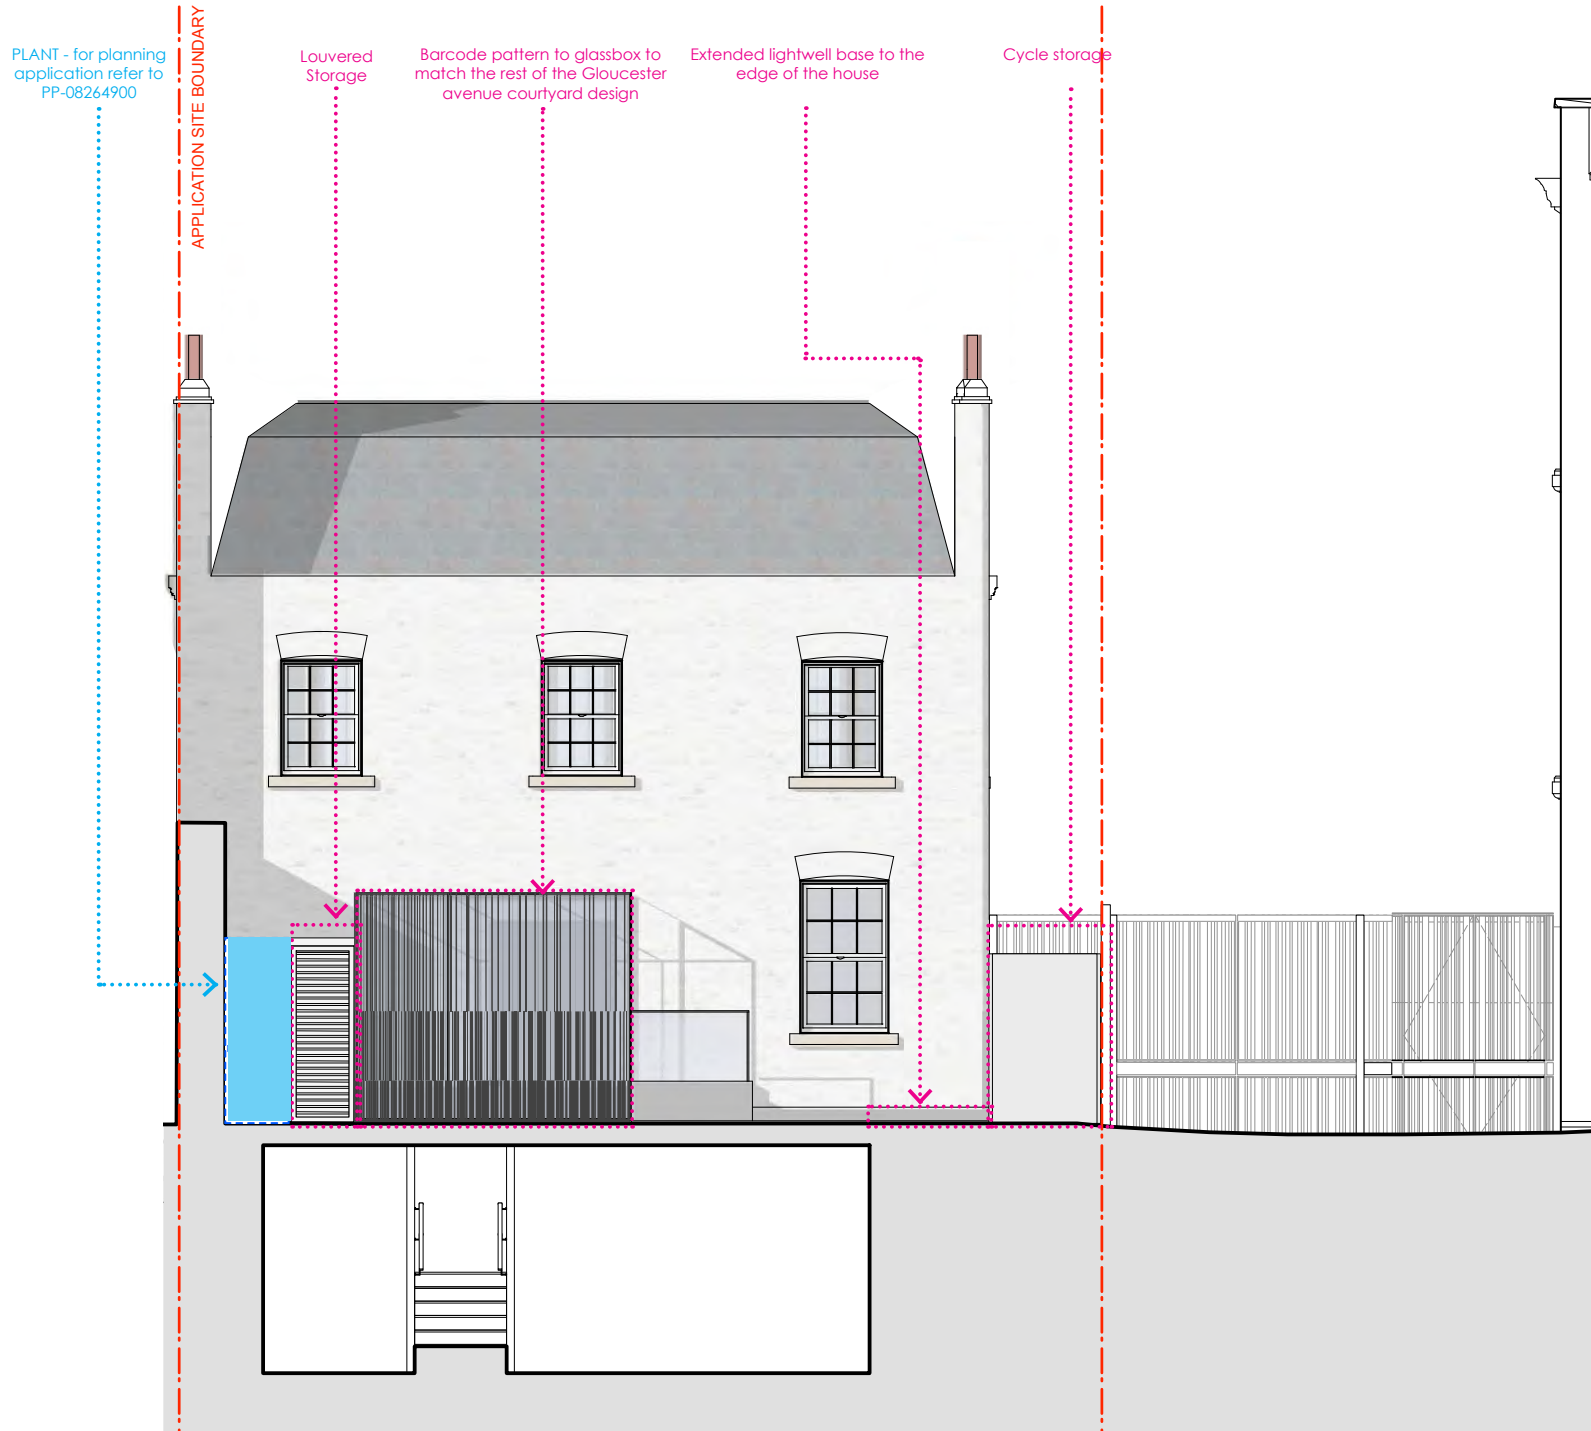 PLANT - for planning
application refer to
PP-08264900
APPLICATION SITE BOUNDARY
Louvered
Storage
Barcode pattern to glassbox to
match the rest of the Gloucester
avenue courtyard design
Extended lightwell base to the
edge of the house
Cycle storage